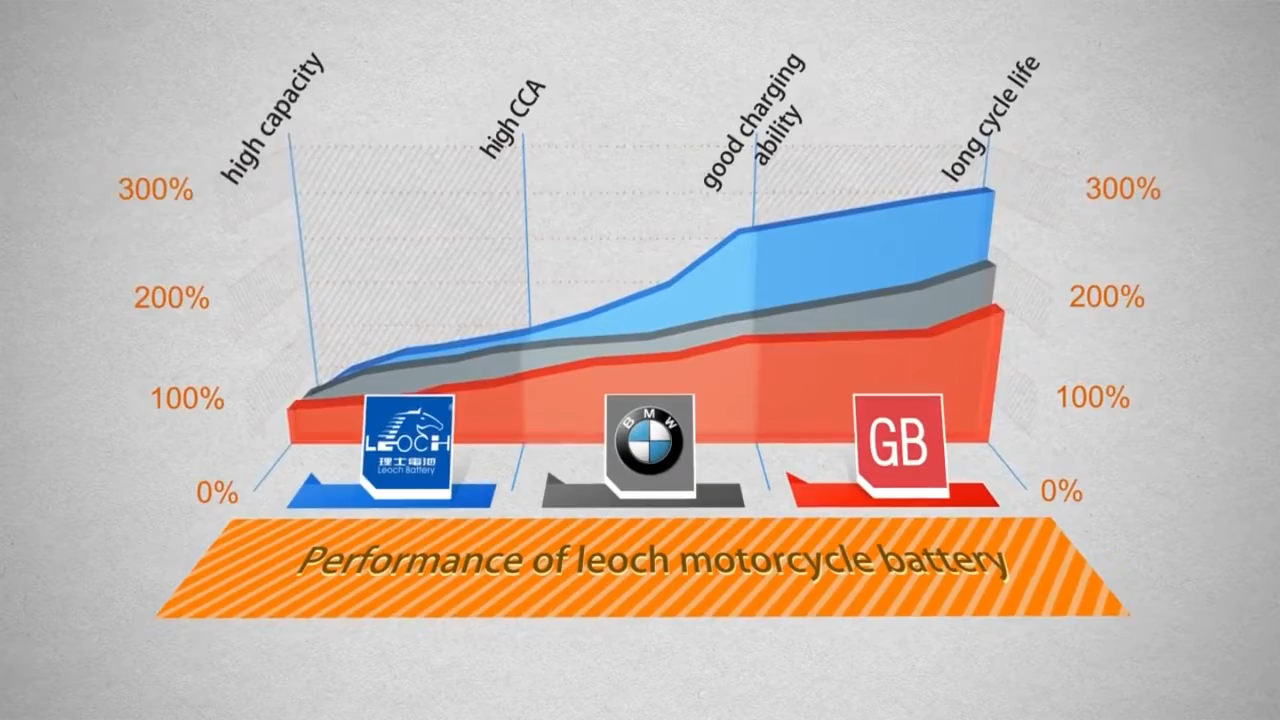 high capacity
high CCA
good charging
ability
long cycle life
300%
300%
200%
200%
100%
100%
0%
0%
LEOCH
理士電池
Leoch Battery
BMW
GB
Performance of leoch motorcycle battery